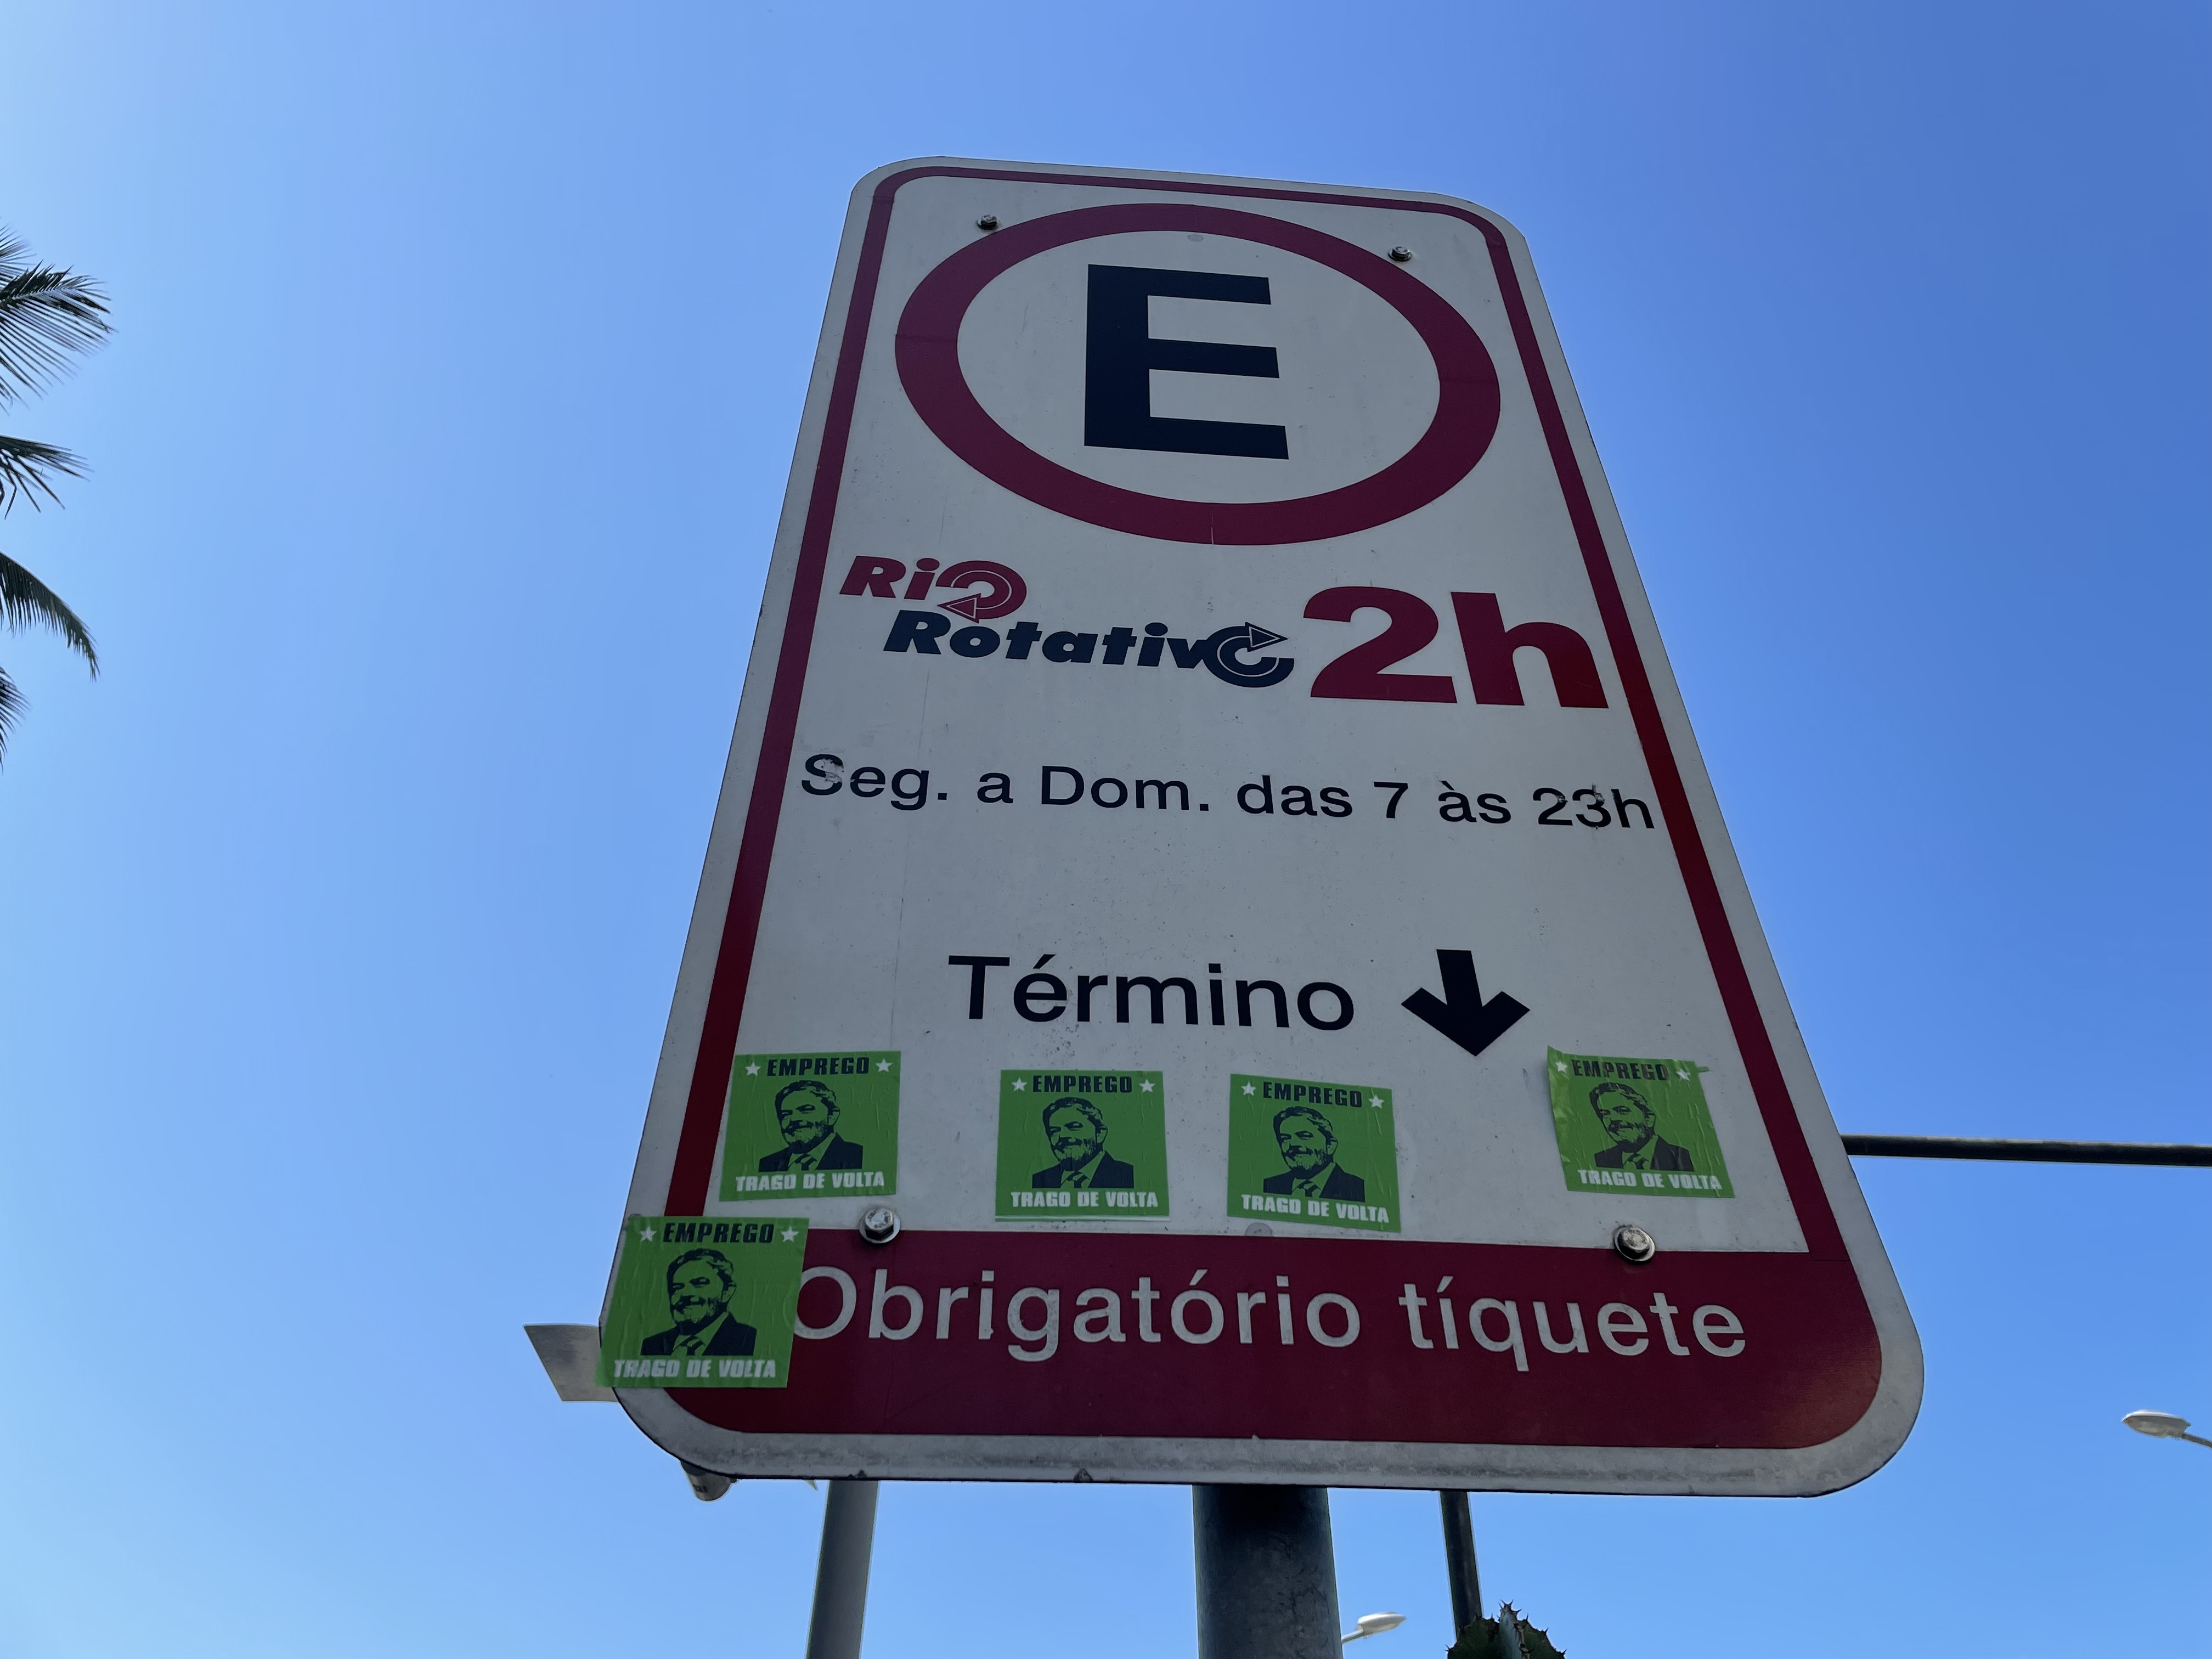 E
Rio
Rotativo 2h
Seg. a Dom. das 7 às 23h
Término
EMPREGO
TRAGO DE VOLTA
EMPREGO
TRAGO DE VOLTA
EMPREGO
TRAGO DE VOLTA
EMPREGO
TRAGO DE VOLTA
EMPREGO
TRAGO DE VOLTA
Obrigatório tíquete